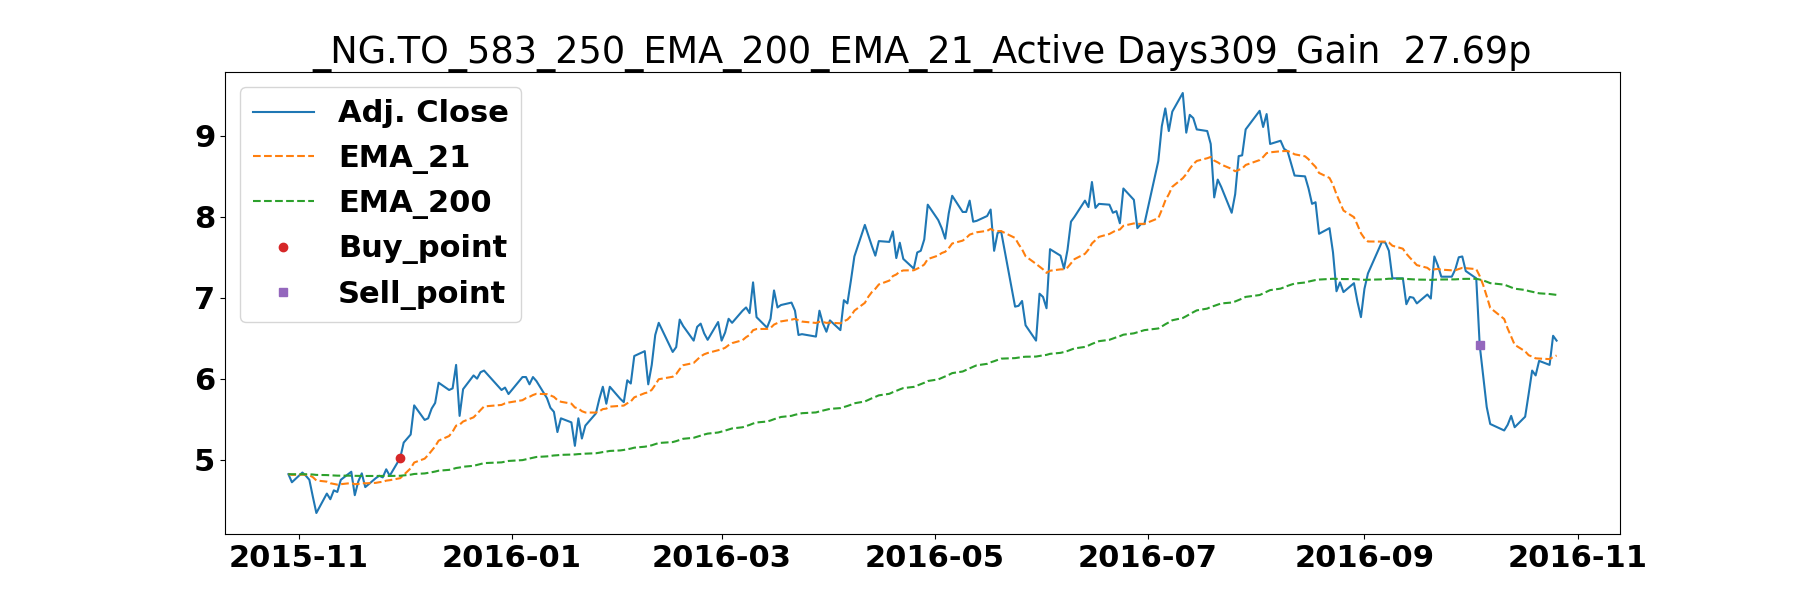 _NG.TO_583_250_EMA_200_EMA_21_Active Days309_Gain  27.69p
Adj. Close
EMA_21
EMA_200
Buy_point
Sell_point
9
8
7
6
5
2015-11 2016-01 2016-03 2016-05 2016-07 2016-09 2016-11